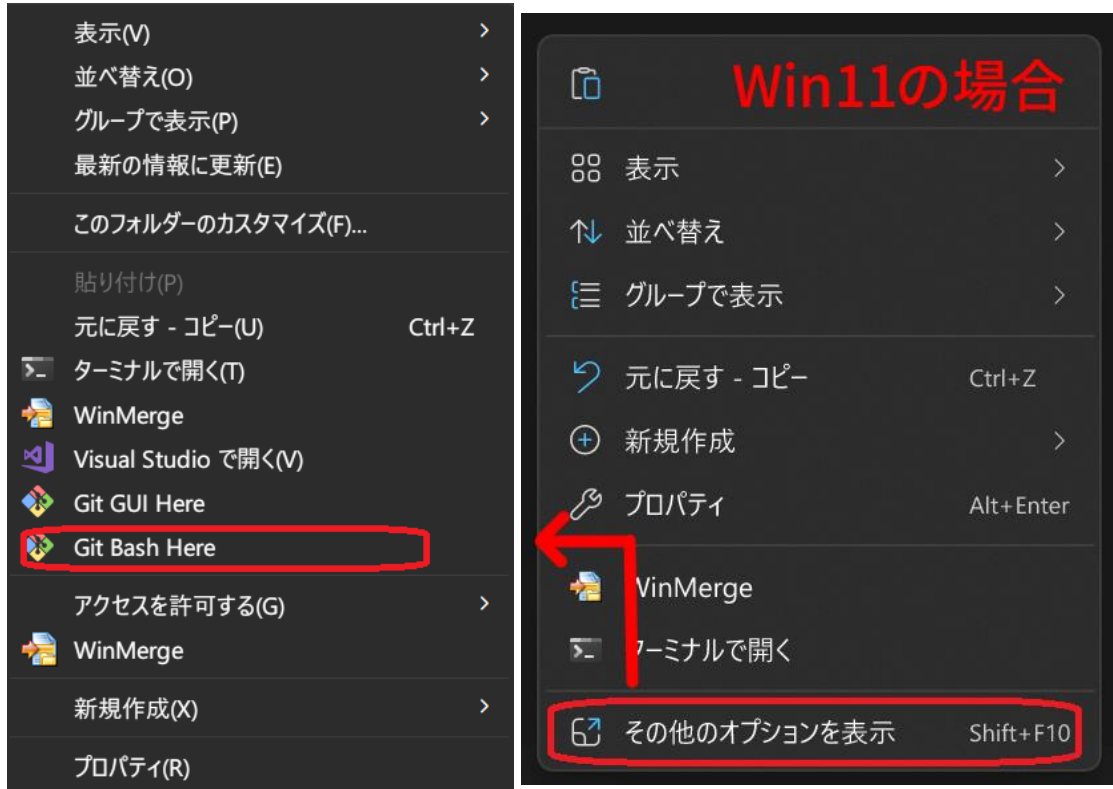 表示(V)
並べ替え(O)
グループで表示(P)
最新の情報に更新(E)
このフォルダーのカスタマイズ(F)...
貼り付け(P)
元に戻す - コピー(U) Ctrl+Z
ターミナルで開く(T)
WinMerge
Visual Studio で開く(V)
Git GUI Here
Git Bash Here
アクセスを許可する(G)
WinMerge
新規作成(X)
プロパティ(R)
Win11の場合
表示
並べ替え
グループで表示
元に戻す - コピー Ctrl+Z
新規作成
プロパティ Alt+Enter
WinMerge
ターミナルで開く
その他のオプションを表示 Shift+F10